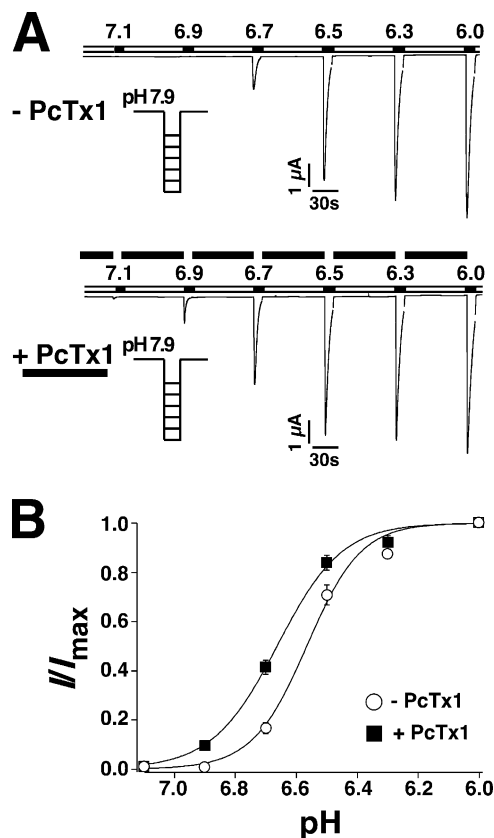 A
7.1 6.9 6.7 6.5 6.3 6.0
- PcTx1
pH7.9
1 µA
30s
7.1 6.9 6.7 6.5 6.3 6.0
+ PcTx1
pH7.9
1 µA
30s
B
1.0
0.8
0.6
0.4
0.2
0.0
I/Imax
- PcTx1
+ PcTx1
7.0 6.8 6.6 6.4 6.2 6.0
pH